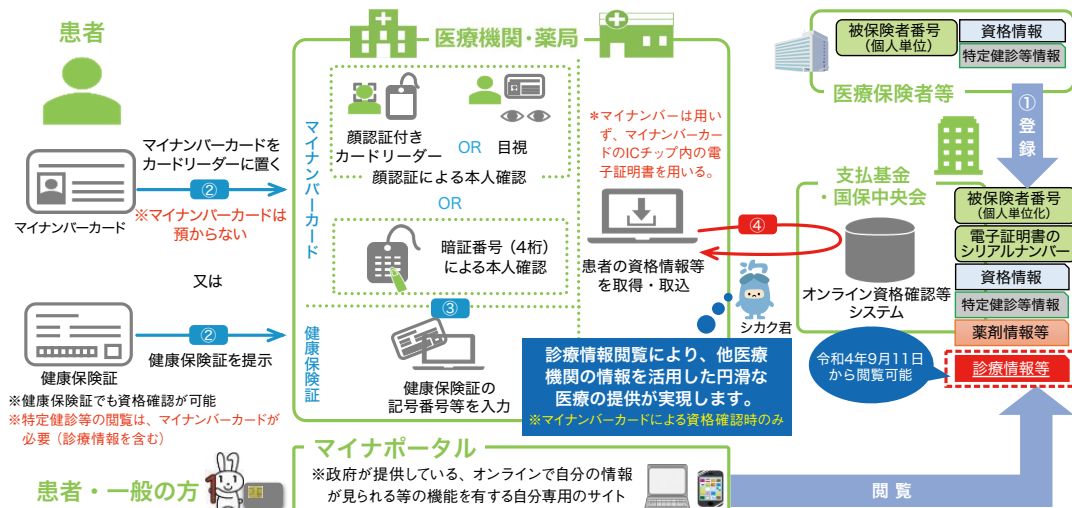 患者
マイナンバーカードを
カードリーダーに置く
②
※マイナンバーカードは
預からない
マイナンバーカード
又は
②
健康保険証を提示
健康保険証
※健康保険証でも資格確認が可能
※特定健診等の閲覧は、マイナンバーカードが
必要（診療情報を含む）
医療機関・薬局
マイナンバーカード
顔認証付き
カードリーダー
OR
目視
顔認証による本人確認
OR
暗証番号（4桁）
による本人確認
健康保険証
③
健康保険証の
記号番号等を入力
＊マイナンバーは用い
ず、マイナンバーカー
ドのICチップ内の電
子証明書を用いる。
患者の資格情報等
を取得・取込
④
シカク君
診療情報閲覧により、他医療
機関の情報を活用した円滑な
医療の提供が実現します。
※マイナンバーカードによる資格確認時のみ
被保険者番号
（個人単位）
資格情報
特定健診等情報
医療保険者等
①
登録
支払基金
・国保中央会
オンライン資格確認等
システム
被保険者番号
（個人単位化）
電子証明書の
シリアルナンバー
資格情報
特定健診等情報
薬剤情報等
診療情報等
令和4年9月11日
から閲覧可能
患者・一般の方
マイナポータル
※政府が提供している、オンラインで自分の情報
が見られる等の機能を有する自分専用のサイト
閲覧